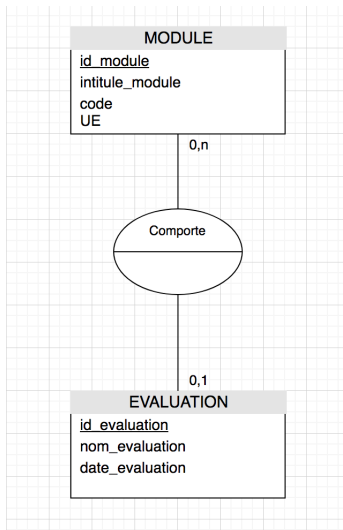 MODULE
id_module
intitule_module
code
UE
0,n
Comporte
0,1
EVALUATION
id_evaluation
nom_evaluation
date_evaluation